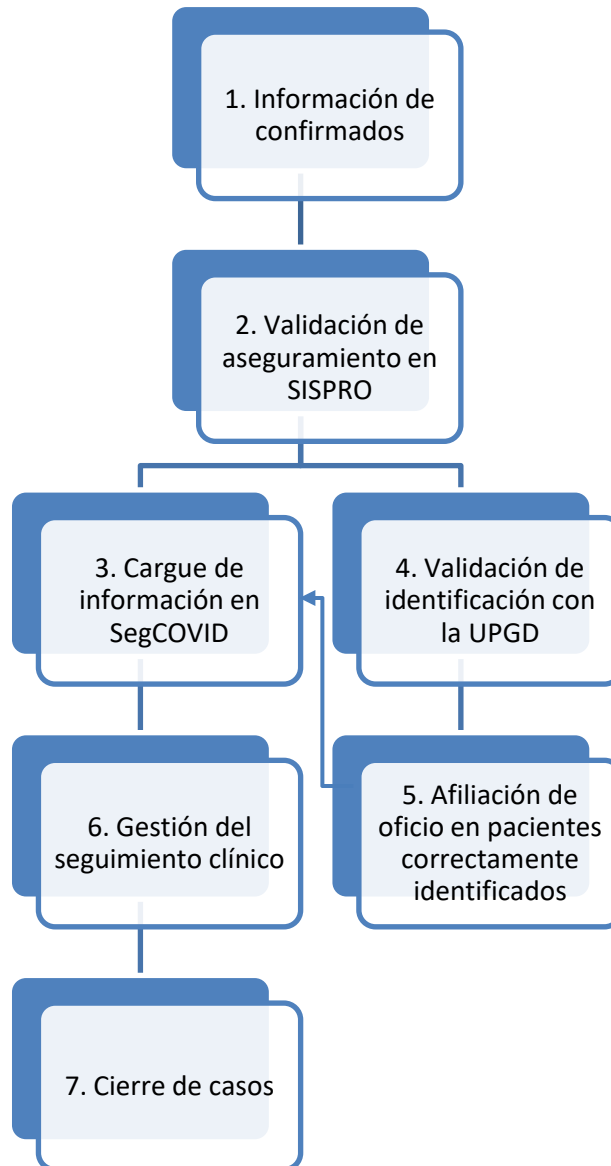 1. Información de
confirmados
2. Validación de
aseguramiento en
SISPRO
3. Cargue de
información en
SegCOVID
4. Validación de
identificación con
la UPGD
5. Afiliación de
oficio en pacientes
correctamente
identificados
6. Gestión del
seguimiento clínico
7. Cierre de casos